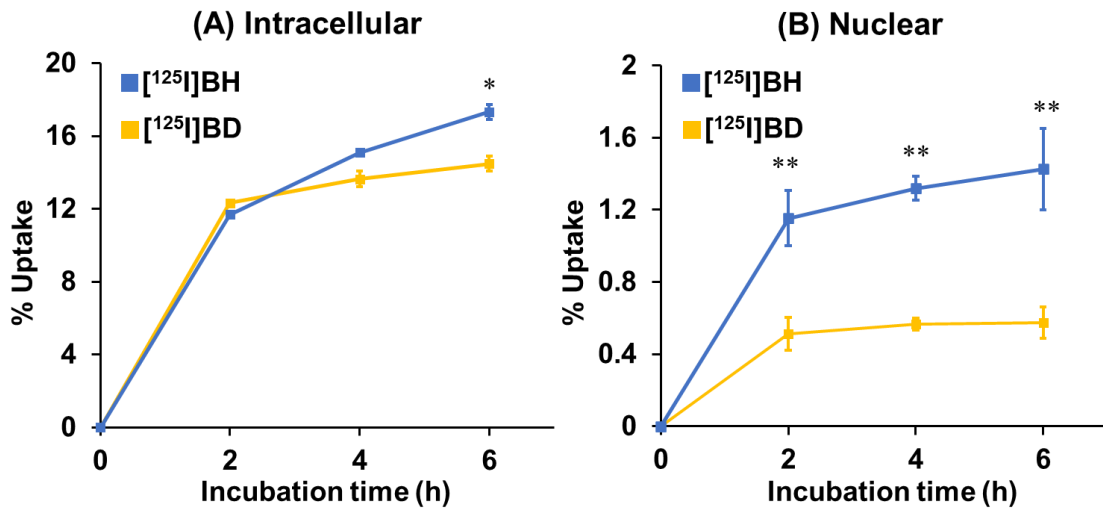 (A) Intracellular
20
16
12
8
4
0
% Uptake
[¹²⁵I]BH
[¹²⁵I]BD
*
0 2 4 6
Incubation time (h)
(B) Nuclear
2
1.6
1.2
0.8
0.4
0
% Uptake
[¹²⁵I]BH
[¹²⁵I]BD
**
**
**
0 2 4 6
Incubation time (h)